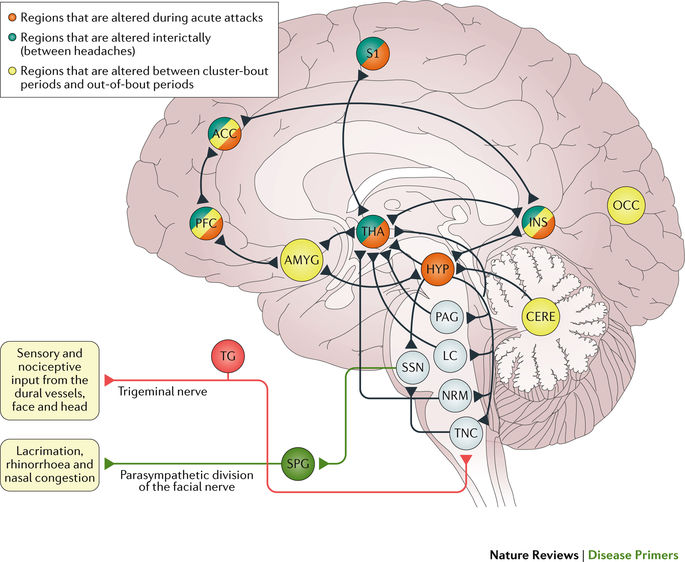 Regions that are altered during acute attacks
Regions that are altered interictally
(between headaches)
Regions that are altered between cluster-bout
periods and out-of-bout periods
S1
ACC
PFC
THA
INS
OCC
AMYG
HYP
CERE
PAG
LC
SSN
NRM
TNC
Sensory and
nociceptive
input from the
dural vessels,
face and head
TG
Trigeminal nerve
Lacrimation,
rhinorrhoea and
nasal congestion
SPG
Parasympathetic division
of the facial nerve
Nature Reviews | Disease Primers